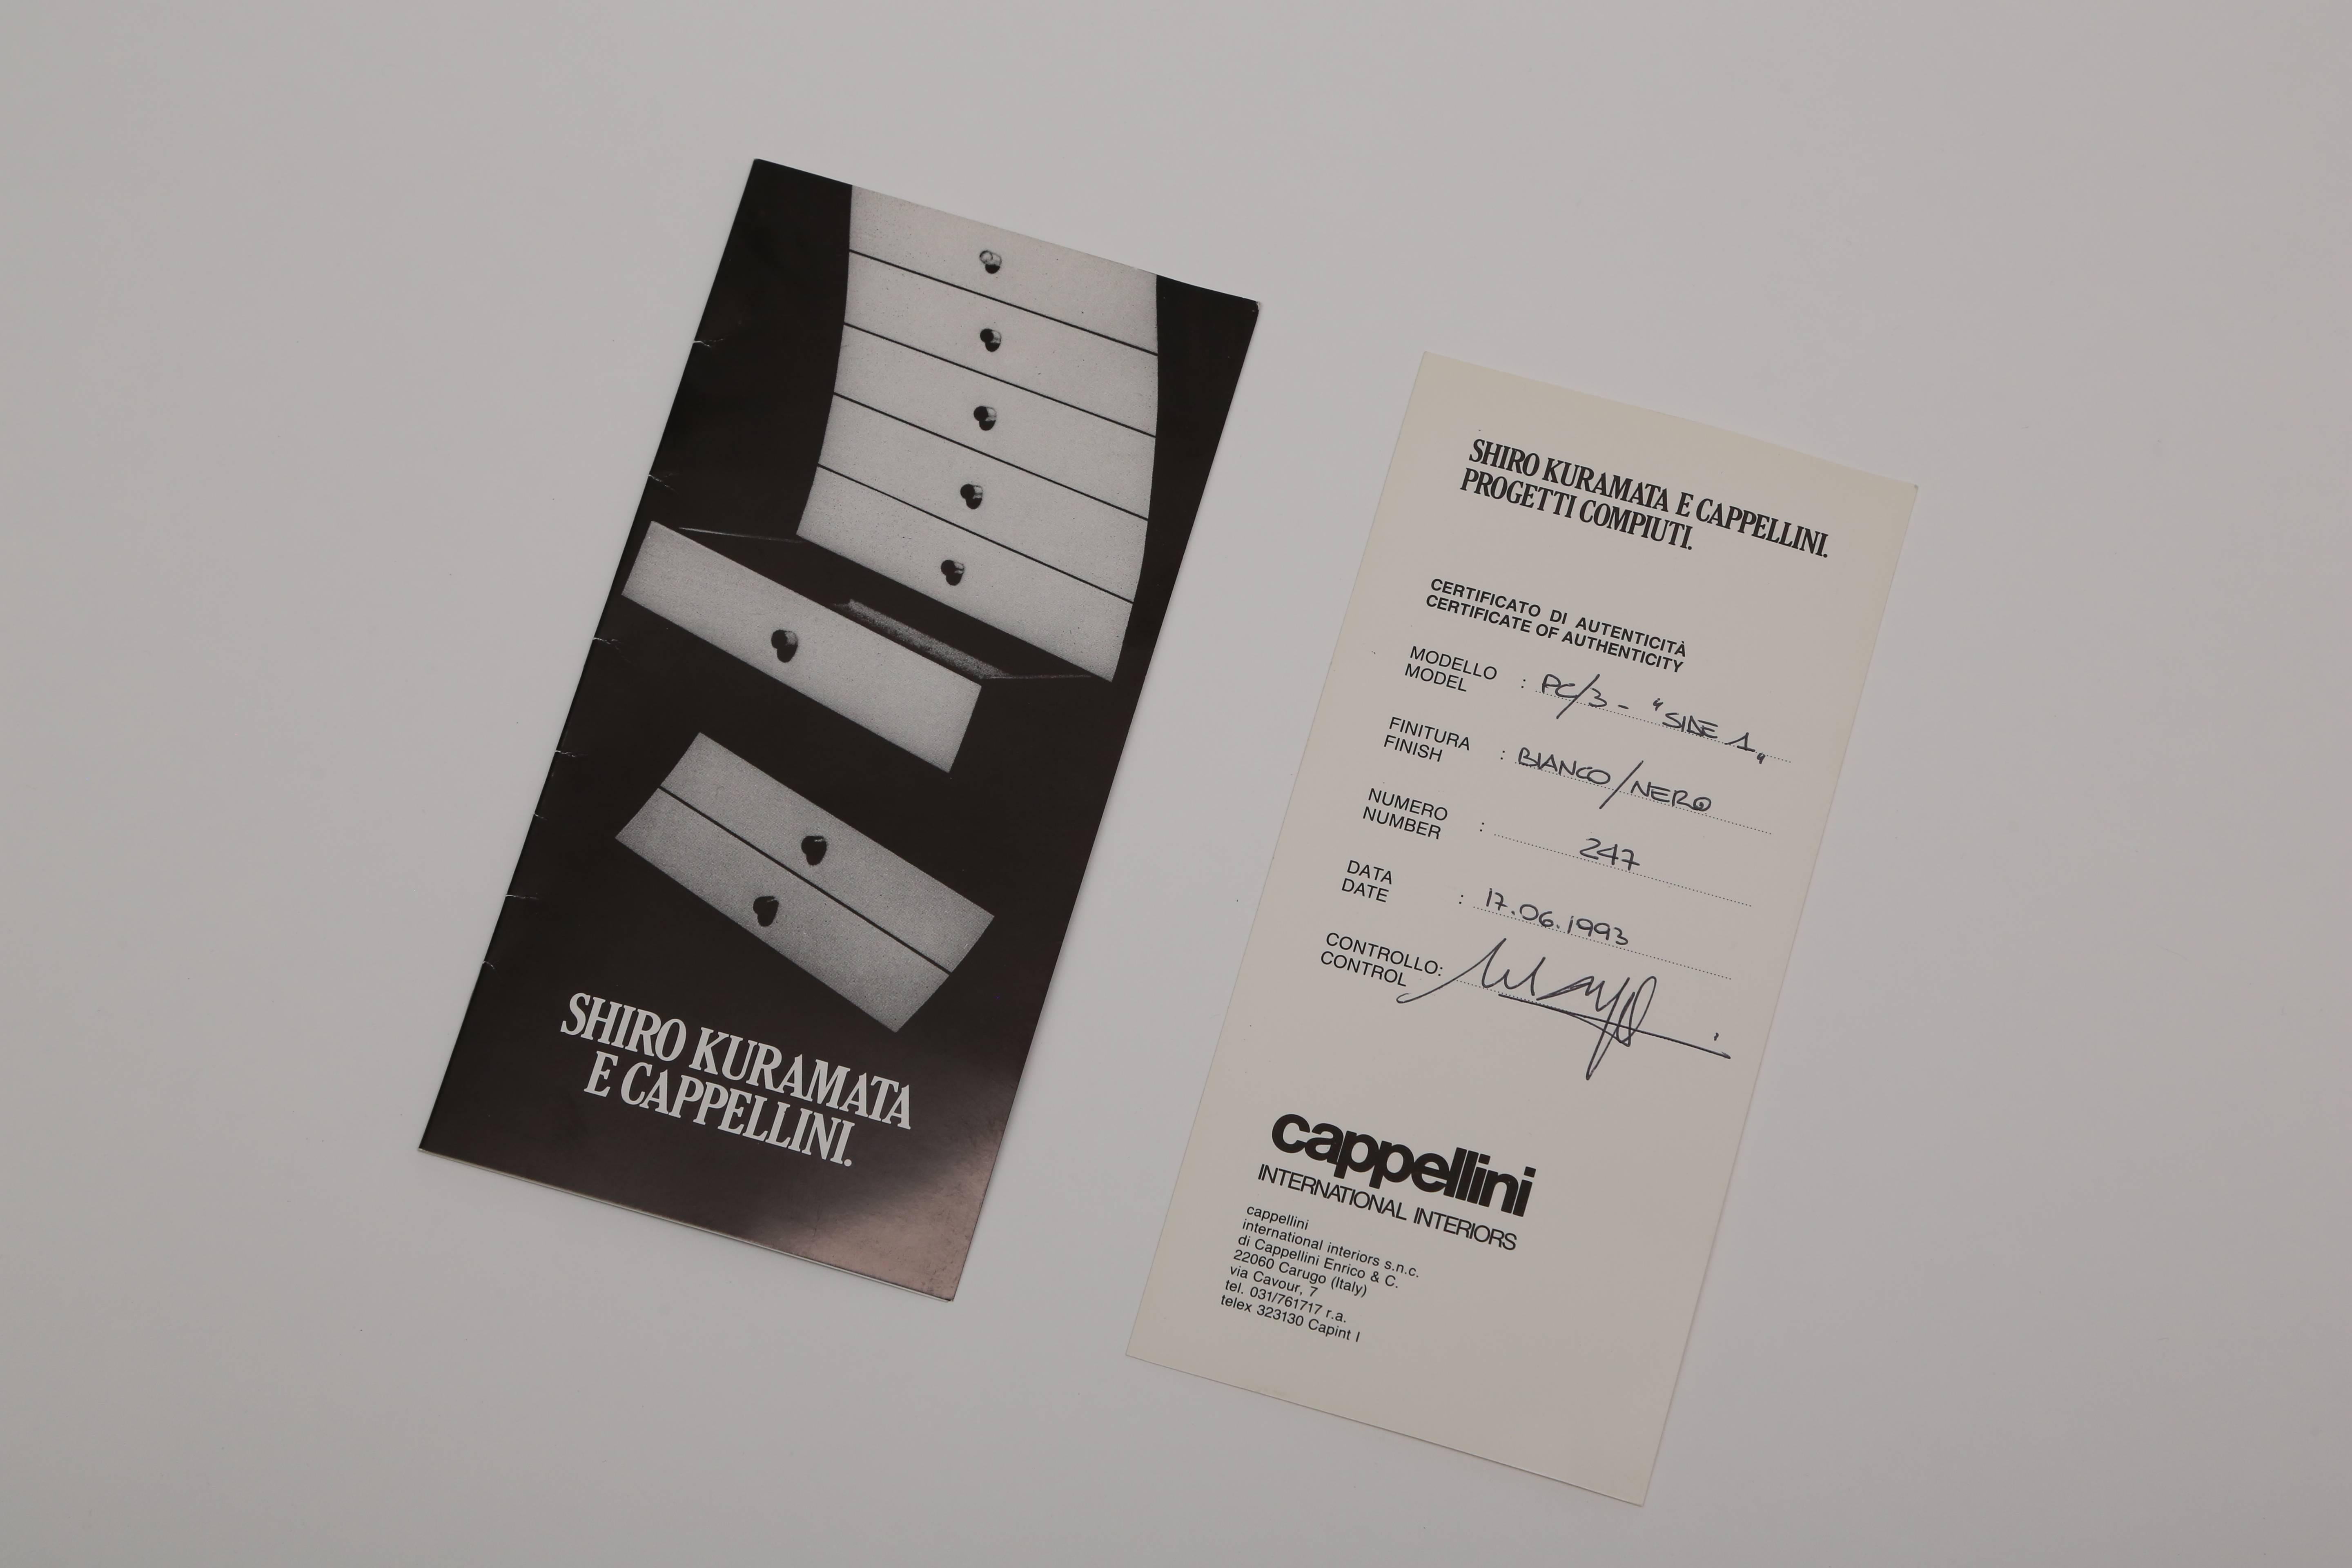 SHIRO KURAMATA
E CAPPELLINI.
SHIRO KURAMATA E CAPPELLINI.
PROGETTI COMPIUTI.
CERTIFICATO DI AUTENTICITÀ
CERTIFICATE OF AUTHENTICITY
MODELLO
MODEL : PC/3 - "SIDE 1"
FINITURA
FINISH : BIANCO/NERO
NUMERO
NUMBER : 247
DATA
DATE : 17.06.1993
CONTROLLO:
CONTROL
cappellini
INTERNATIONAL INTERIORS
cappellini
international interiors s.n.c.
di Cappellini Enrico & C.
22060 Carugo (Italy)
via Cavour, 7
tel. 031/761717 r.a.
telex 323130 Capint I